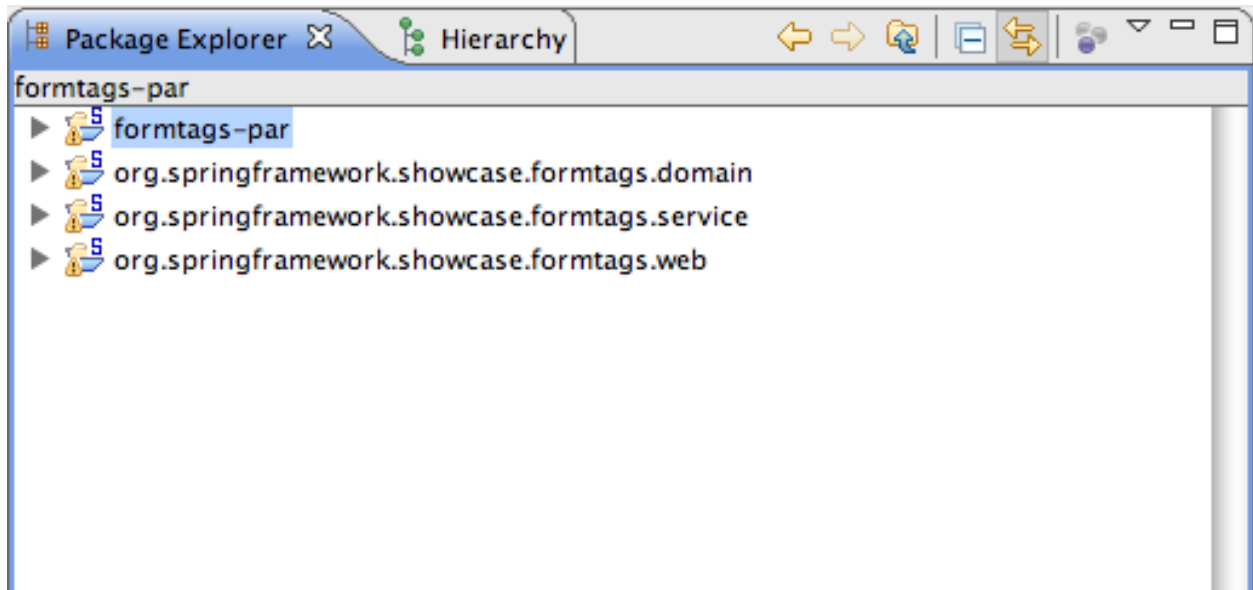 Package Explorer Hierarchy
formtags-par
formtags-par
org.springframework.showcase.formtags.domain
org.springframework.showcase.formtags.service
org.springframework.showcase.formtags.web